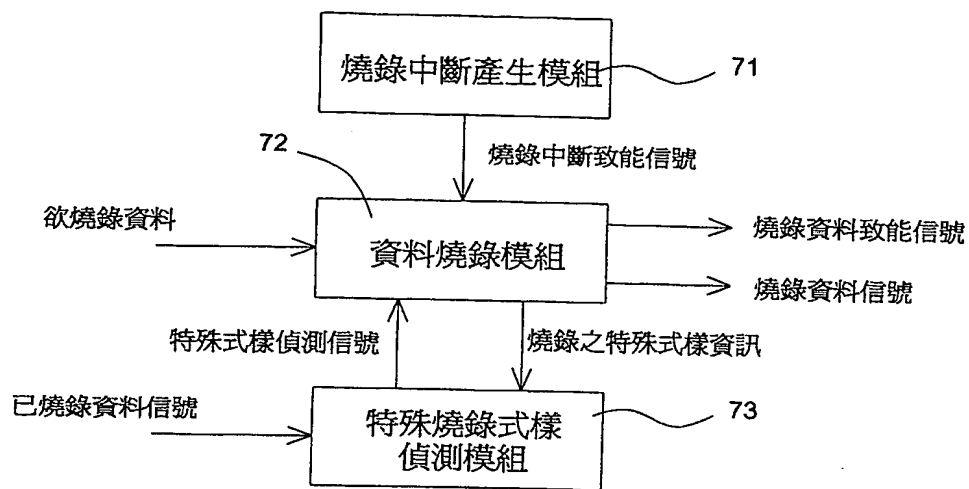 燒錄中斷產生模組
71
72
燒錄中斷致能信號
欲燒錄資料
資料燒錄模組
燒錄資料致能信號
燒錄資料信號
特殊式樣偵測信號
燒錄之特殊式樣資訊
已燒錄資料信號
特殊燒錄式樣
偵測模組
73